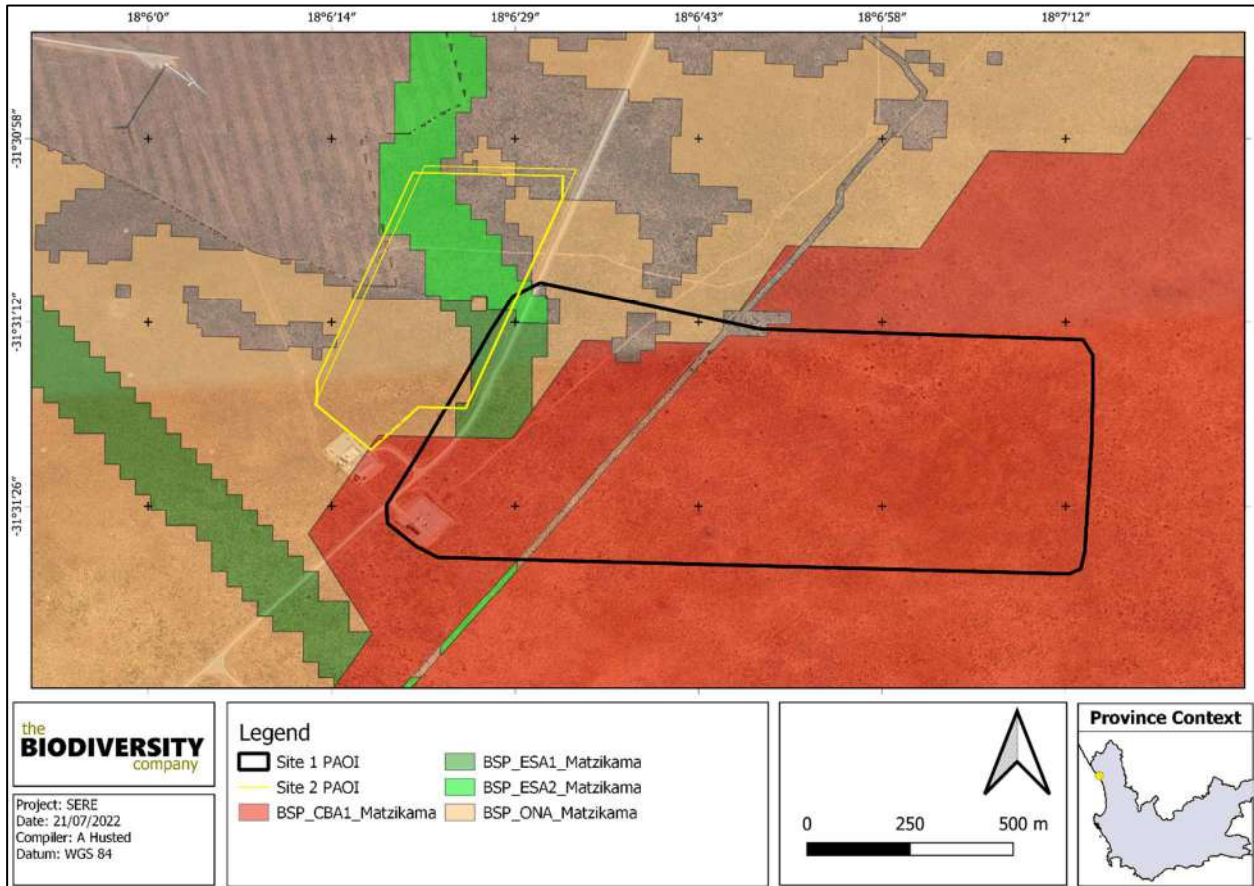 18°6′0″ 18°6′14″ 18°6′29″ 18°6′43″ 18°6′58″ 18°7′12″
-31°30′58″
-31°31′12″
-31°31′26″
the
BIODIVERSITY
company
Project: SERE
Date: 21/07/2022
Compiler: A Husted
Datum: WGS 84
Legend
Site 1 PAOI
Site 2 PAOI
BSP_CBA1_Matzikama
BSP_ESA1_Matzikama
BSP_ESA2_Matzikama
BSP_ONA_Matzikama
0 250 500 m
Province Context